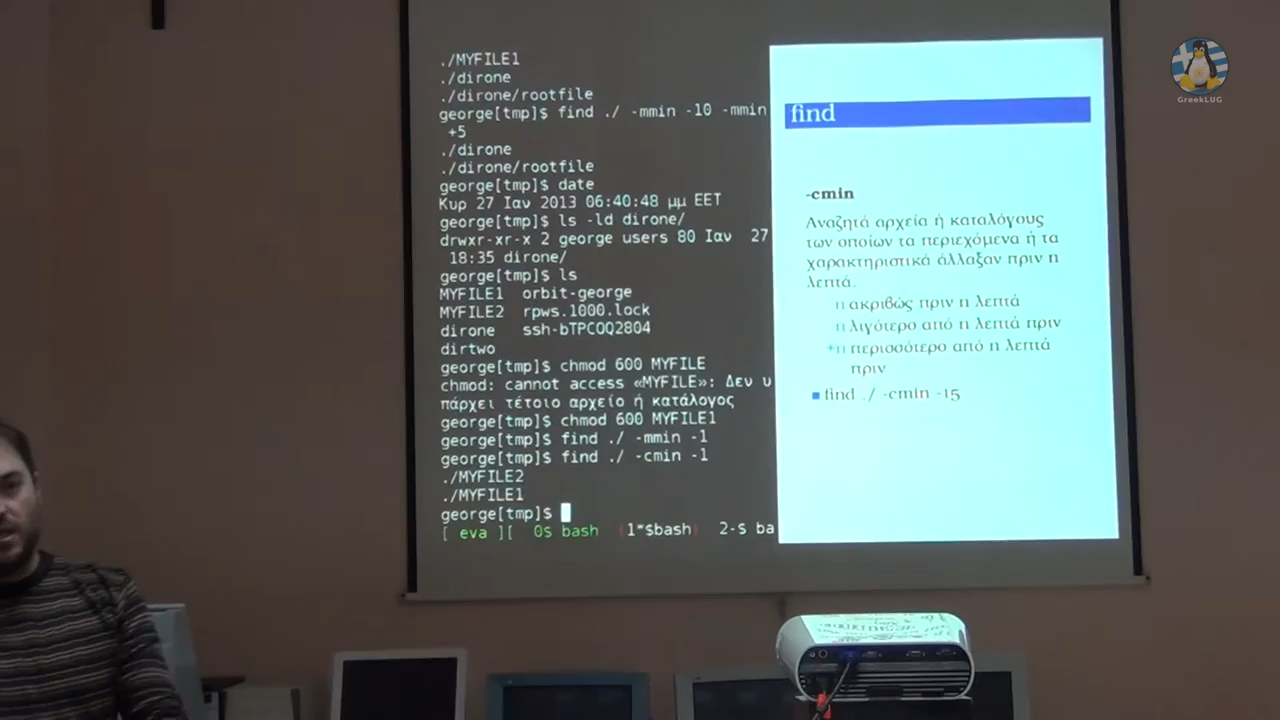 ./MYFILE1
./dirone
./dirone/rootfile
george[tmp]$ find ./ -mmin -10 -mmin
+5
./dirone
./dirone/rootfile
george[tmp]$ date
Κυρ 27 Ιαν 2013 06:40:48 μμ EET
george[tmp]$ ls -ld dirone/
drwxr-xr-x 2 george users 80 Ιαν 27
18:35 dirone/
george[tmp]$ ls
MYFILE1 orbit-george
MYFILE2 rpws.1000.lock
dirone ssh-bTPCOQ2804
dirtwo
george[tmp]$ chmod 600 MYFILE
chmod: cannot access «MYFILE»: Δεν υ
πάρχει τέτοιο αρχείο ή κατάλογος
george[tmp]$ chmod 600 MYFILE1
george[tmp]$ find ./ -mmin -1
george[tmp]$ find ./ -cmin -1
./MYFILE2
./MYFILE1
george[tmp]$
[ eva ][ 0$ bash (1*$bash) 2-$ ba
find
-cmin
Αναζητά αρχεία ή καταλόγους
των οποίων τα περιεχόμενα ή τα
χαρακτηριστικά άλλαξαν πριν n
λεπτά.
n ακριβώς πριν n λεπτά
n λιγότερο από n λεπτά πριν
+n περισσότερο από n λεπτά
πριν
find ./ -cmin -15
GreekLUG